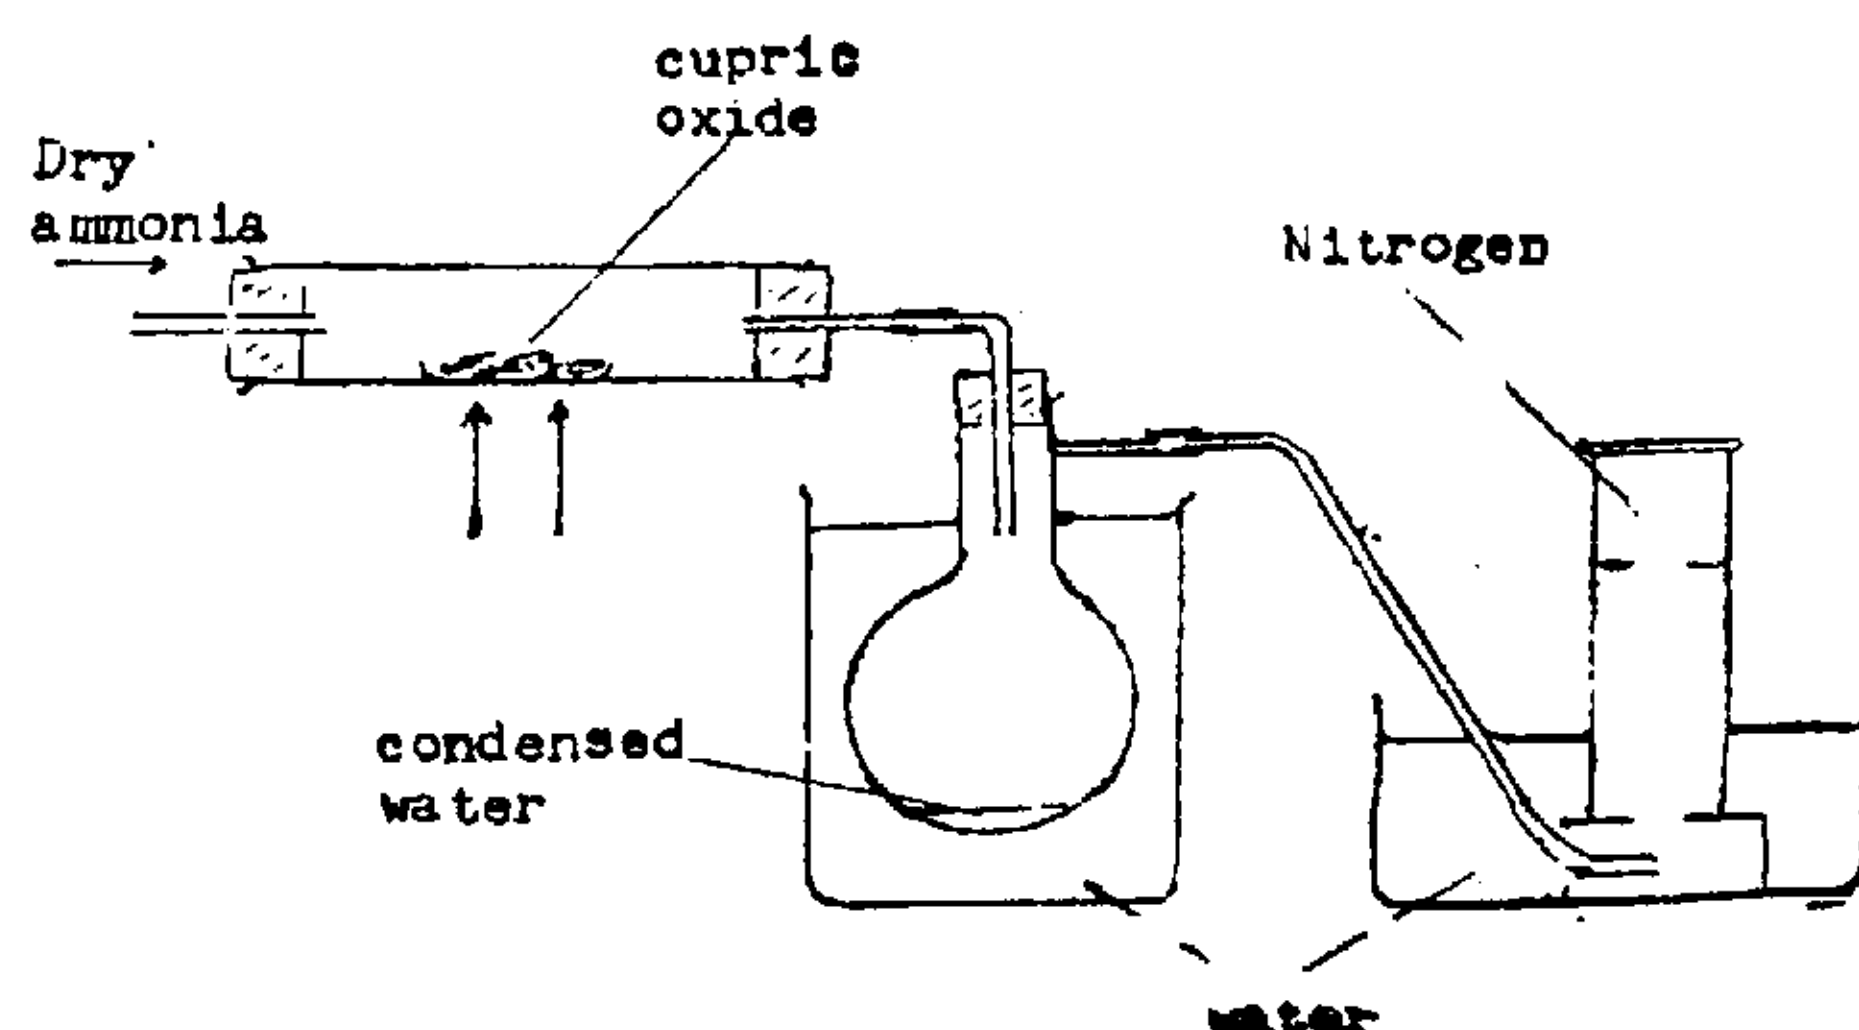 cupric
oxide
Dry
ammonia
Nitrogen
condensed
water
water